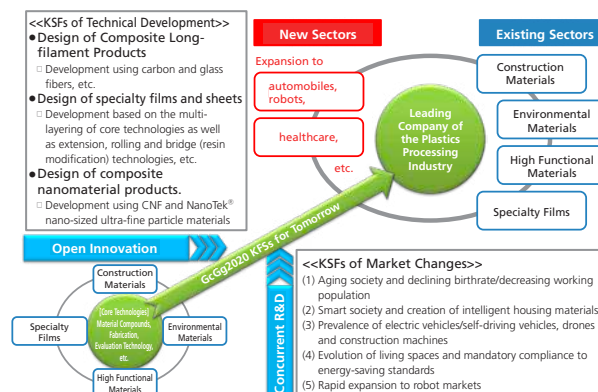 <<KSFs of Technical Development>>
●Design of Composite Long-
filament Products
□ Development using carbon and glass
fibers, etc.
●Design of specialty films and sheets
□ Development based on the multi-
layering of core technologies as well
as extension, rolling and bridge (resin
modification) technologies, etc.
●Design of composite
nanomaterial products.
□ Development using CNF and NanoTek®
nano-sized ultra-fine particle materials
New Sectors
Existing Sectors
Expansion to
automobiles,
robots,
healthcare,
etc.
Leading
Company of
the Plastics
Processing
Industry
Construction
Materials
Environmental
Materials
High Functional
Materials
Specialty Films
GcGg2020 KFSs for Tomorrow
Open Innovation
Construction
Materials
Specialty
Films
[Core Technologies]
Material Compounds,
Fabrication,
Evaluation Technology,
etc.
Environmental
Materials
High Functional
Materials
Concurrent R&D
<<KSFs of Market Changes>>
(1) Aging society and declining birthrate/decreasing working
population
(2) Smart society and creation of intelligent housing materials
(3) Prevalence of electric vehicles/self-driving vehicles, drones
and construction machines
(4) Evolution of living spaces and mandatory compliance to
energy-saving standards
(5) Rapid expansion to robot markets